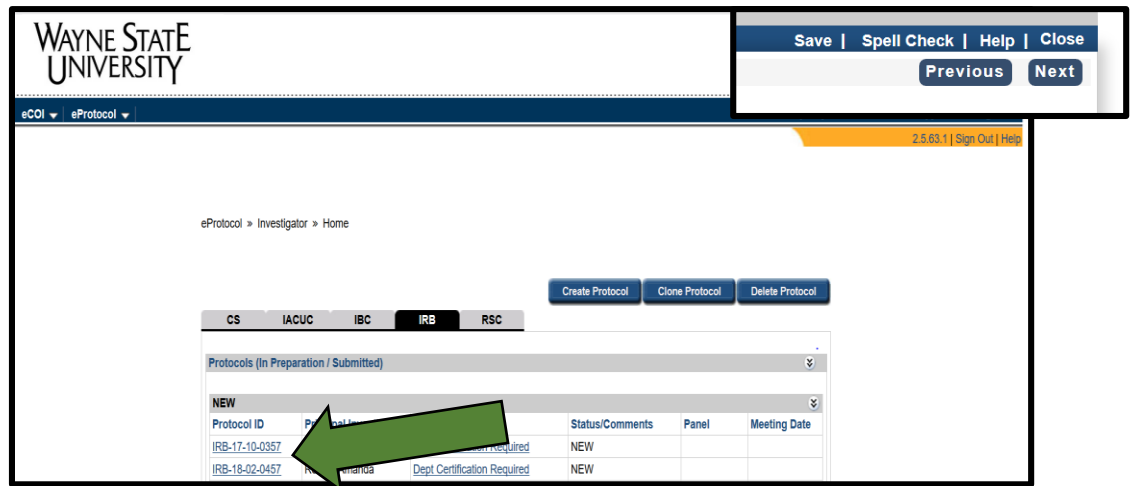 WAYNE STATE
UNIVERSITY
Save | Spell Check | Help | Close
Previous Next
eCOI eProtocol
2.5.63.1 | Sign Out | Help
eProtocol » Investigator » Home
Create Protocol Clone Protocol Delete Protocol
CS IACUC IBC IRB RSC
Protocols (In Preparation / Submitted)
NEW
Protocol ID Status/Comments Panel Meeting Date
IRB-17-10-0357 Required NEW
IRB-18-02-0457 Dept Certification Required NEW